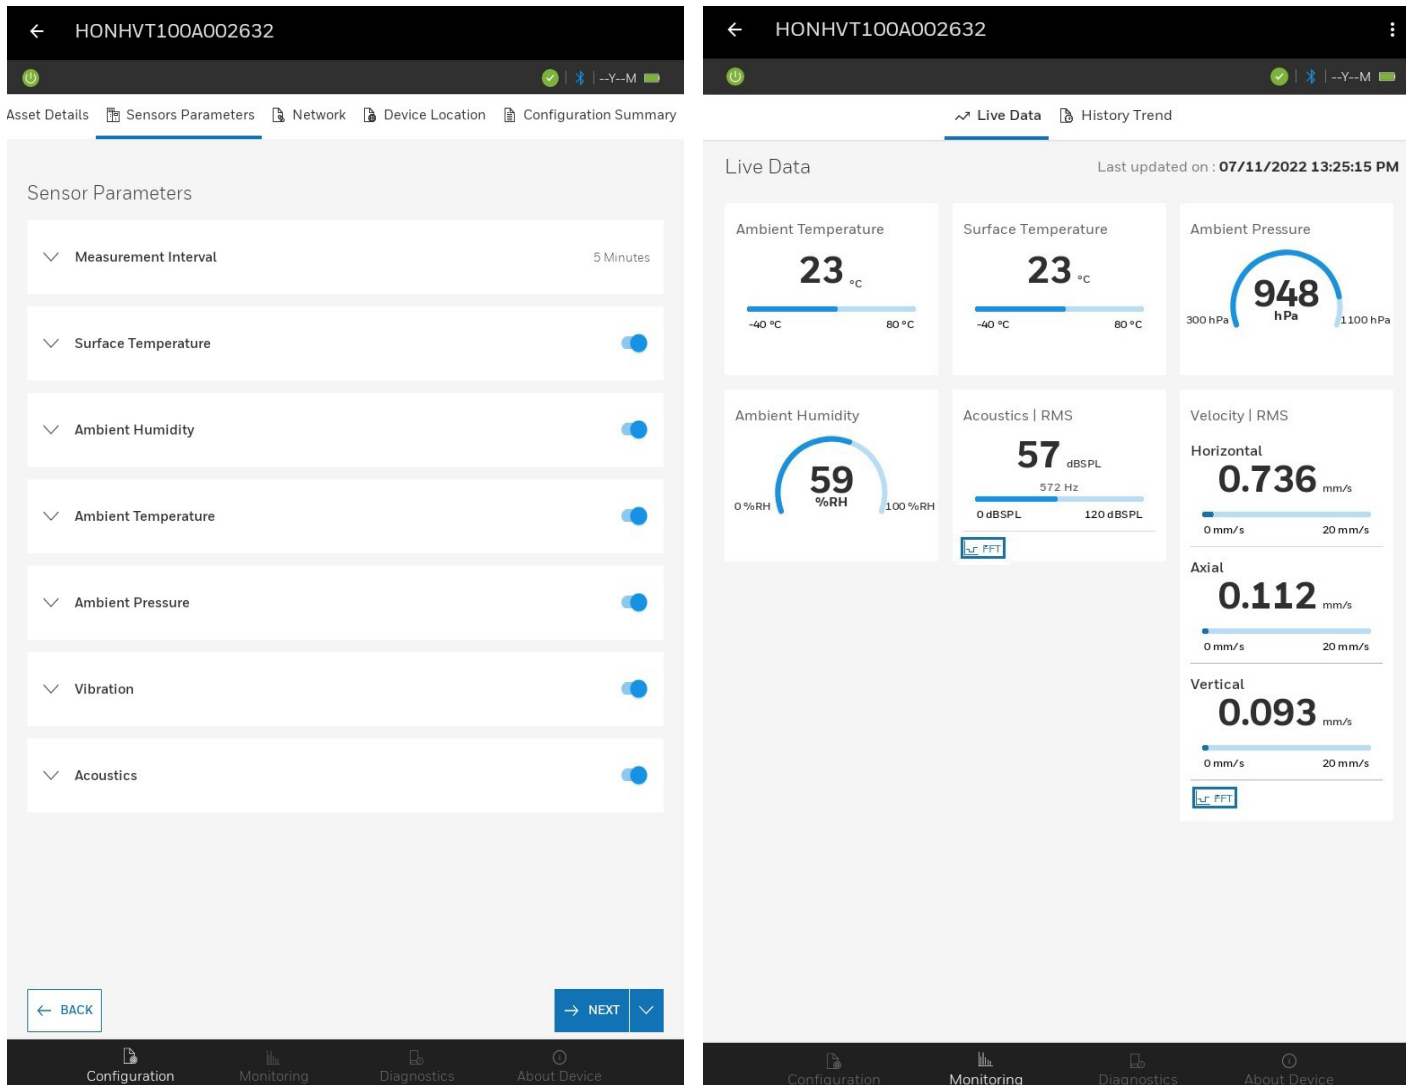 HONHVT100A002632
--Y--M
Asset Details Sensors Parameters Network Device Location Configuration Summary
Sensor Parameters
Measurement Interval 5 Minutes
Surface Temperature
Ambient Humidity
Ambient Temperature
Ambient Pressure
Vibration
Acoustics
BACK NEXT
Configuration Monitoring Diagnostics About Device
HONHVT100A002632
--Y--M
Live Data History Trend
Live Data Last updated on : 07/11/2022 13:25:15 PM
Ambient Temperature
23 °C
-40 °C 80 °C
Surface Temperature
23 °C
-40 °C 80 °C
Ambient Pressure
948
hPa
300 hPa 1100 hPa
Ambient Humidity
59
%RH
0 %RH 100 %RH
Acoustics | RMS
57 dBSPL
572 Hz
0 dBSPL 120 dBSPL
FFT
Velocity | RMS
Horizontal
0.736 mm/s
0 mm/s 20 mm/s
Axial
0.112 mm/s
0 mm/s 20 mm/s
Vertical
0.093 mm/s
0 mm/s 20 mm/s
FFT
Configuration Monitoring Diagnostics About Device